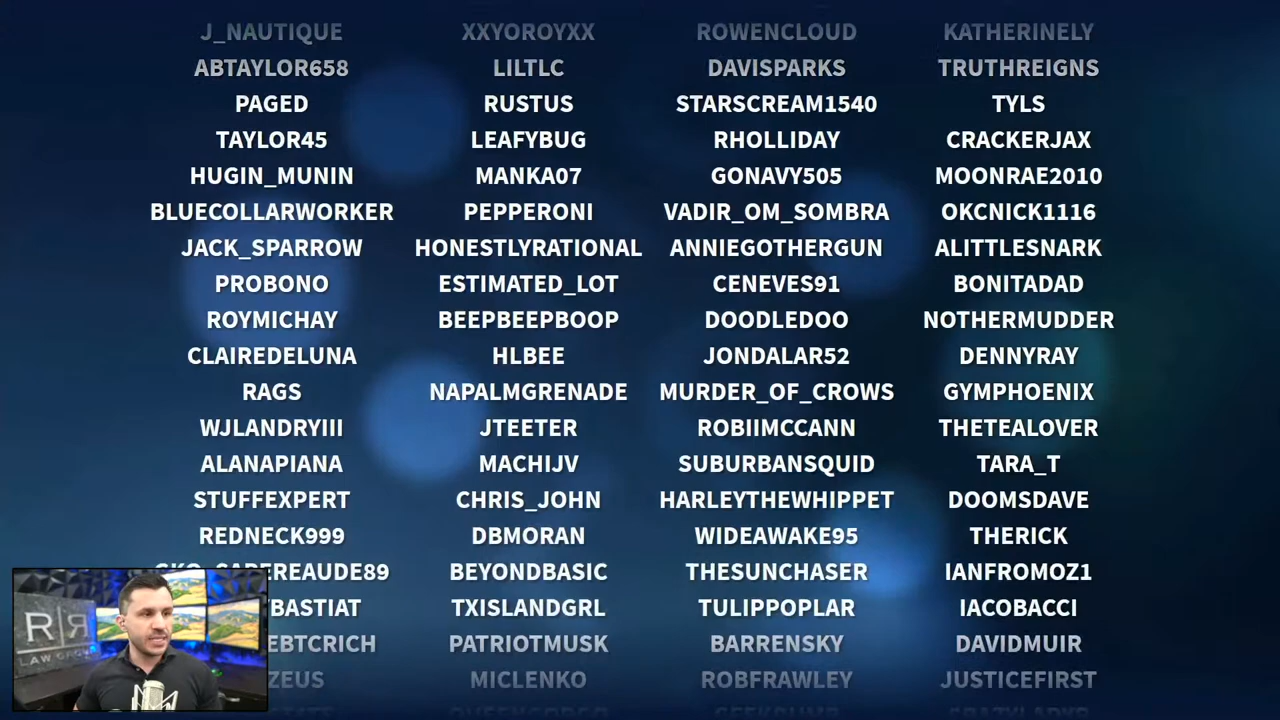 J_NAUTIQUE XXYOROYXX ROWENCLOUD KATHERINELY
ABTAYLOR658 LILTLC DAVISPARKS TRUTHREIGNS
PAGED RUSTUS STARSCREAM1540 TYLS
TAYLOR45 LEAFYBUG RHOLLIDAY CRACKERJAX
HUGIN_MUNIN MANKA07 GONAVY505 MOONRAE2010
BLUECOLLARWORKER PEPPERONI VADIR_OM_SOMBRA OKCNICK1116
JACK_SPARROW HONESTLYRATIONAL ANNIEGOTHERGUN ALITTLESNARK
PROBONO ESTIMATED_LOT CENEVES91 BONITADAD
ROYMICHAY BEEPBEEPBOOP DOODLEDOO NOTHERMUDDER
CLAIREDELUNA HLBEE JONDALAR52 DENNYRAY
RAGS NAPALMGRENADE MURDER_OF_CROWS GYMPHOENIX
WJLANDRYIII JTEETER ROBIIMCCANN THETEALOVER
ALANAPIANA MACHIJV SUBURBANSQUID TARA_T
STUFFEXPERT CHRIS_JOHN HARLEYTHEWHIPPET DOOMSDAVE
REDNECK999 DBMORAN WIDEAWAKE95 THERICK
EREAUDE89 BEYONDBASIC THESUNCHASER IANFROMOZ1
BASTIAT TXISLANDGRL TULIPPOPLAR IACOBACCI
EBTCRICH PATRIOTMUSK BARRENSKY DAVIDMUIR
ZEUS MICLENKO ROBFRAWLEY JUSTICEFIRST
R|R
LAW